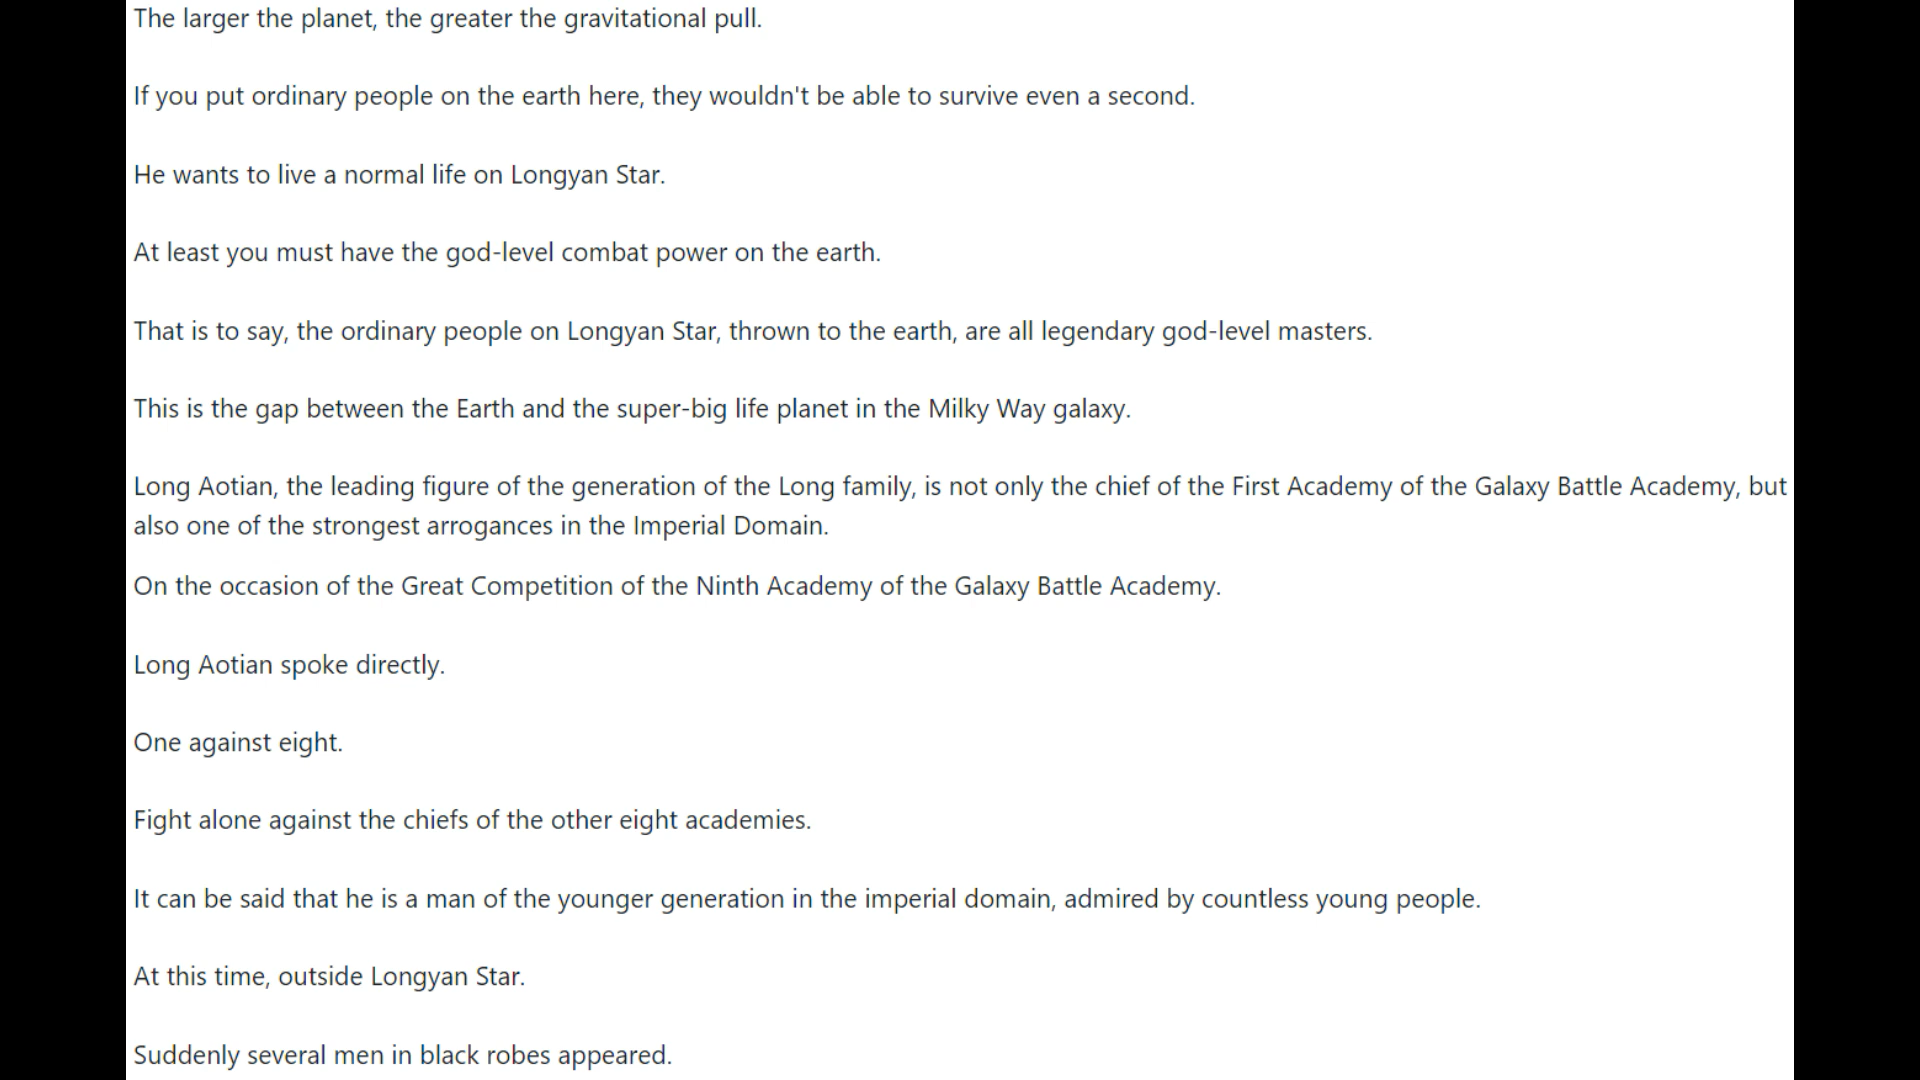 The larger the planet, the greater the gravitational pull.
If you put ordinary people on the earth here, they wouldn't be able to survive even a second.
He wants to live a normal life on Longyan Star.
At least you must have the god-level combat power on the earth.
That is to say, the ordinary people on Longyan Star, thrown to the earth, are all legendary god-level masters.
This is the gap between the Earth and the super-big life planet in the Milky Way galaxy.
Long Aotian, the leading figure of the generation of the Long family, is not only the chief of the First Academy of the Galaxy Battle Academy, but
also one of the strongest arrogances in the Imperial Domain.
On the occasion of the Great Competition of the Ninth Academy of the Galaxy Battle Academy.
Long Aotian spoke directly.
One against eight.
Fight alone against the chiefs of the other eight academies.
It can be said that he is a man of the younger generation in the imperial domain, admired by countless young people.
At this time, outside Longyan Star.
Suddenly several men in black robes appeared.